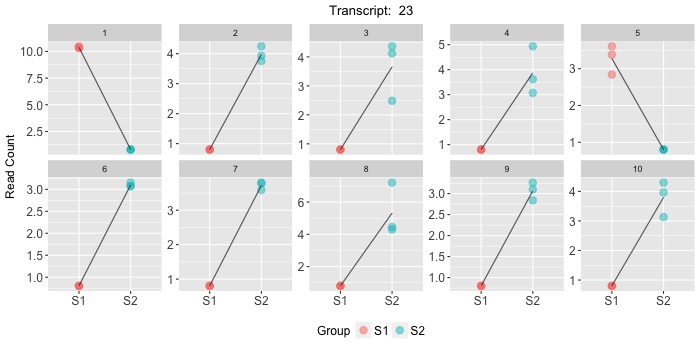 Transcript: 23
1 2 3 4 5
10.0 7.5 5.0 2.5
4 3 2 1
4 3 2 1
5 4 3 2 1
3 2 1
Read Count
6 7 8 9 10
3.0 2.5 2.0 1.5 1.0
3 2 1
6 4 2
3.0 2.5 2.0 1.5 1.0
4 3 2 1
S1 S2 S1 S2 S1 S2 S1 S2 S1 S2
Group S1 S2